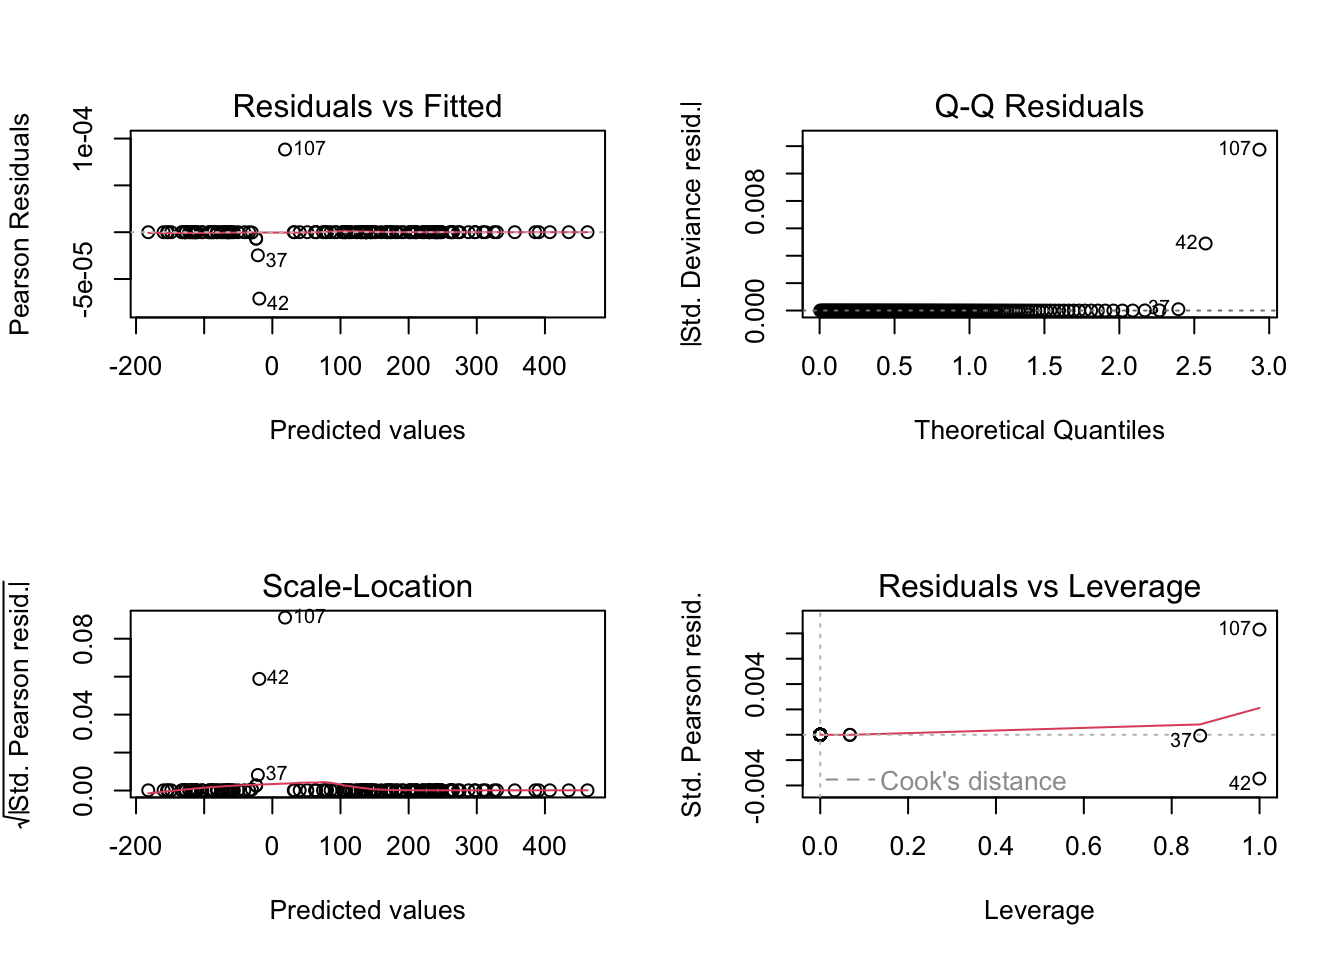 Residuals vs Fitted
Pearson Residuals
1e-04
-5e-05
107
37
42
-200 0 100 200 300 400
Predicted values
Q-Q Residuals
|Std. Deviance resid.|
0.008
0.000
107
42
37
0.0 0.5 1.0 1.5 2.0 2.5 3.0
Theoretical Quantiles
Scale-Location
√|Std. Pearson resid.|
0.08
0.04
0.00
107
42
37
-200 0 100 200 300 400
Predicted values
Residuals vs Leverage
Std. Pearson resid.
0.004
-0.004
107
37
42
Cook's distance
0.0 0.2 0.4 0.6 0.8 1.0
Leverage